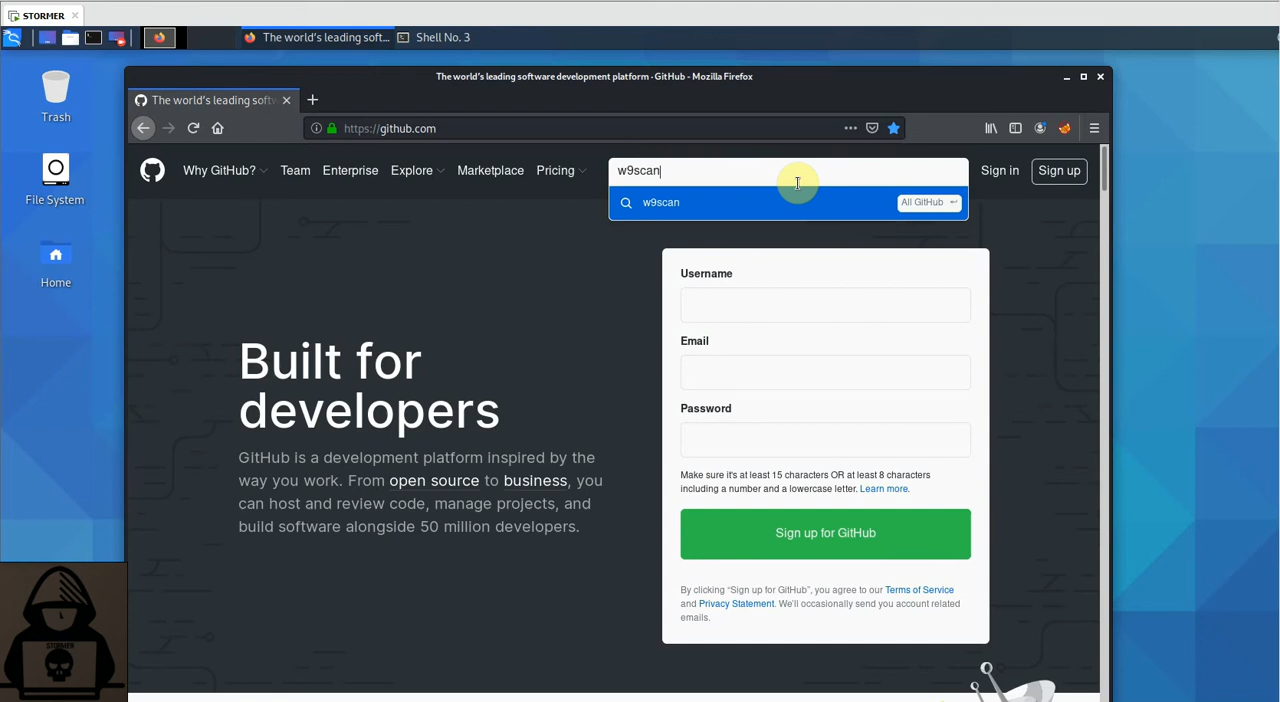 STORMER
The world's leading soft...
Shell No. 3
The world's leading software development platform · GitHub - Mozilla Firefox
The world's leading softw
https://github.com
Why GitHub?
Team
Enterprise
Explore
Marketplace
Pricing
w9scan
Sign in
Sign up
w9scan
All GitHub
Trash
File System
Home
Built for
developers
GitHub is a development platform inspired by the
way you work. From open source to business, you
can host and review code, manage projects, and
build software alongside 50 million developers.
Username
Email
Password
Make sure it's at least 15 characters OR at least 8 characters
including a number and a lowercase letter. Learn more.
Sign up for GitHub
By clicking “Sign up for GitHub”, you agree to our Terms of Service
and Privacy Statement. We'll occasionally send you account related
emails.
STORMER